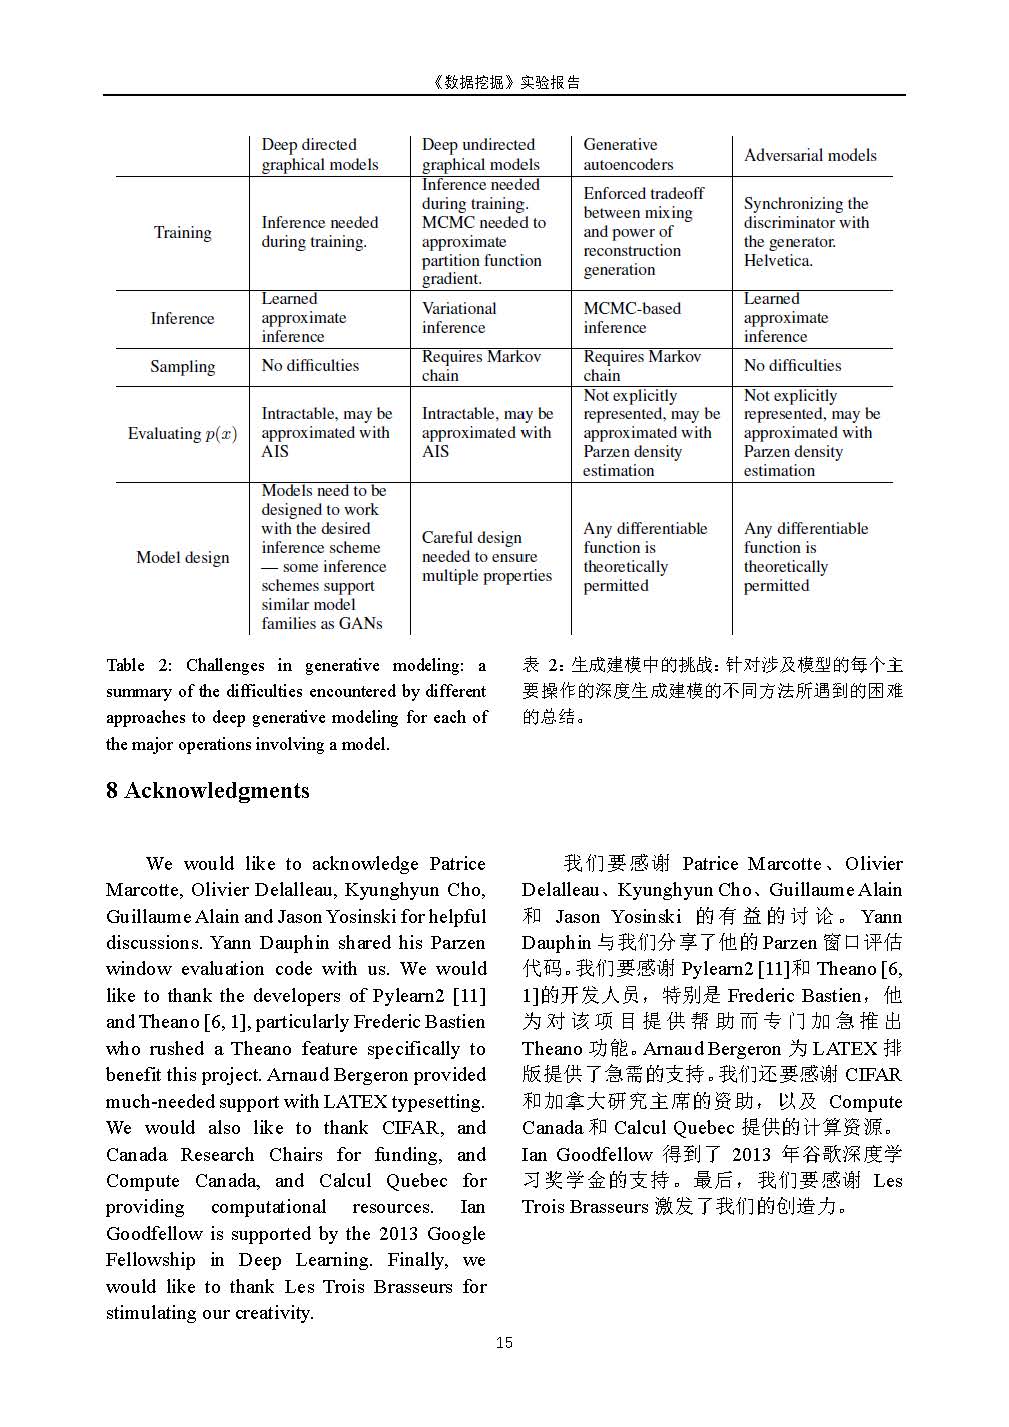 《数据挖掘》实验报告
Deep directed
graphical models
Deep undirected
graphical models
Generative
autoencoders
Adversarial models
Training
Inference needed
during training.
Inference needed
during training.
MCMC needed to
approximate
partition function
gradient.
Enforced tradeoff
between mixing
and power of
reconstruction
generation
Synchronizing the
discriminator with
the generator.
Helvetica.
Inference
Learned
approximate
inference
Variational
inference
MCMC-based
inference
Learned
approximate
inference
Sampling
No difficulties
Requires Markov
chain
Requires Markov
chain
No difficulties
Evaluating p(x)
Intractable, may be
approximated with
AIS
Intractable, may be
approximated with
AIS
Not explicitly
represented, may be
approximated with
Parzen density
estimation
Not explicitly
represented, may be
approximated with
Parzen density
estimation
Model design
Models need to be
designed to work
with the desired
inference scheme
— some inference
schemes support
similar model
families as GANs
Careful design
needed to ensure
multiple properties
Any differentiable
function is
theoretically
permitted
Any differentiable
function is
theoretically
permitted
Table 2: Challenges in generative modeling: a
summary of the difficulties encountered by different
approaches to deep generative modeling for each of
the major operations involving a model.
表 2：生成建模中的挑战：针对涉及模型的每个主
要操作的深度生成建模的不同方法所遇到的困难
的总结。
8 Acknowledgments
We would like to acknowledge Patrice
Marcotte, Olivier Delalleau, Kyunghyun Cho,
Guillaume Alain and Jason Yosinski for helpful
discussions. Yann Dauphin shared his Parzen
window evaluation code with us. We would
like to thank the developers of Pylearn2 [11]
and Theano [6, 1], particularly Frederic Bastien
who rushed a Theano feature specifically to
benefit this project. Arnaud Bergeron provided
much-needed support with LATEX typesetting.
We would also like to thank CIFAR, and
Canada Research Chairs for funding, and
Compute Canada, and Calcul Quebec for
providing computational resources. Ian
Goodfellow is supported by the 2013 Google
Fellowship in Deep Learning. Finally, we
would like to thank Les Trois Brasseurs for
stimulating our creativity.
我们要感谢 Patrice Marcotte、Olivier
Delalleau、Kyunghyun Cho、Guillaume Alain
和 Jason Yosinski 的有益的讨论。Yann
Dauphin 与我们分享了他的 Parzen 窗口评估
代码。我们要感谢 Pylearn2 [11]和 Theano [6,
1]的开发人员，特别是 Frederic Bastien，他
为对该项目提供帮助而专门加急推出
Theano 功能。Arnaud Bergeron 为 LATEX 排
版提供了急需的支持。我们还要感谢 CIFAR
和加拿大研究主席的资助，以及 Compute
Canada 和 Calcul Quebec 提供的计算资源。
Ian Goodfellow 得到了 2013 年谷歌深度学
习奖学金的支持。最后，我们要感谢 Les
Trois Brasseurs 激发了我们的创造力。
15